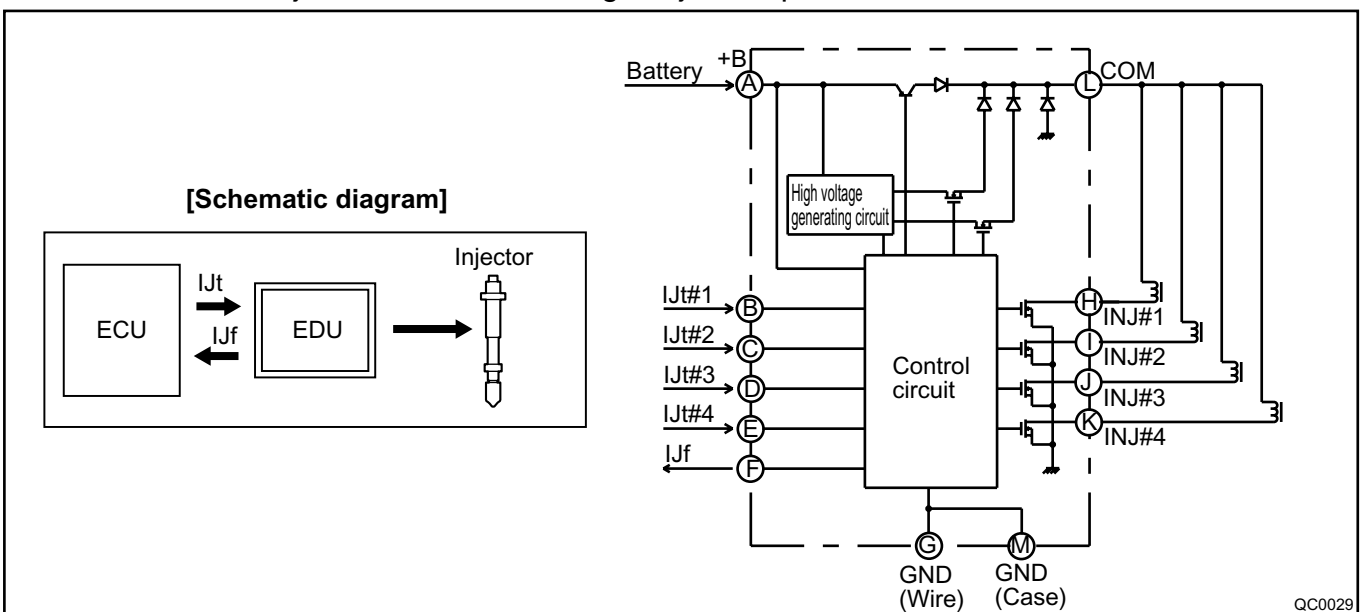 [Schematic diagram]
ECU
IJt
IJf
EDU
Injector
Battery
+B
A
L
COM
High voltage
generating circuit
Control
circuit
IJt#1
B
IJt#2
C
IJt#3
D
IJt#4
E
IJf
F
H
INJ#1
I
INJ#2
J
INJ#3
K
INJ#4
G
M
GND
(Wire)
GND
(Case)
QC0029